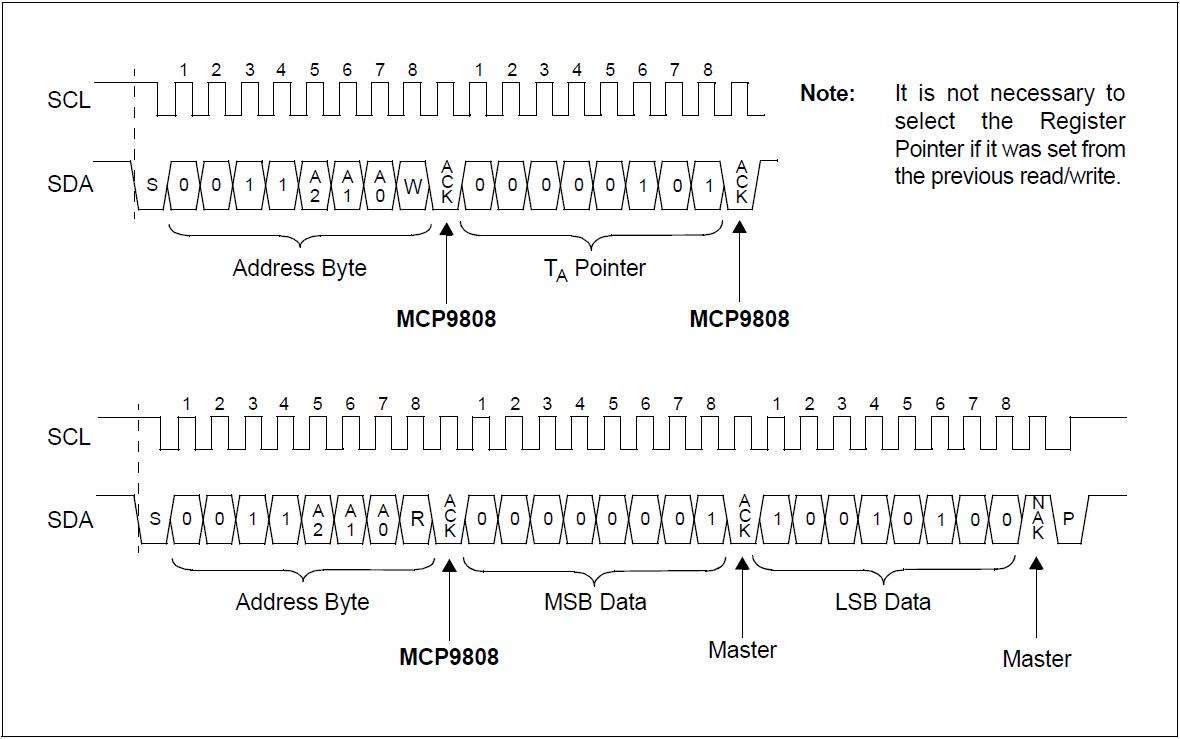 1 2 3 4 5 6 7 8 1 2 3 4 5 6 7 8
SCL
SDA S 0 0 1 1 A2 A1 A0 W ACK 0 0 0 0 0 1 0 1 ACK
Address Byte TA Pointer
MCP9808 MCP9808
Note: It is not necessary to
select the Register
Pointer if it was set from
the previous read/write.
1 2 3 4 5 6 7 8 1 2 3 4 5 6 7 8 1 2 3 4 5 6 7 8
SCL
SDA S 0 0 1 1 A2 A1 A0 R ACK 0 0 0 0 0 0 0 1 ACK 1 0 0 1 0 1 0 0 NAK P
Address Byte MSB Data LSB Data
MCP9808 Master Master